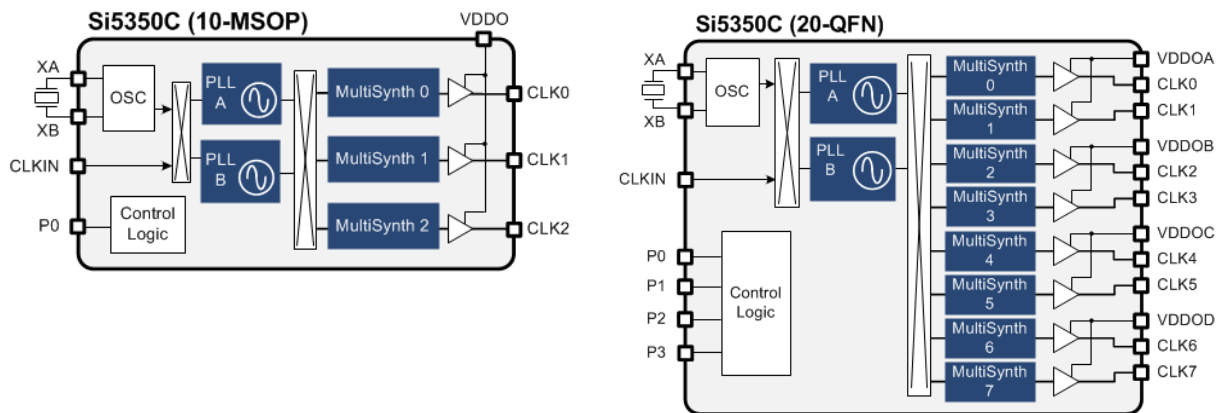 Si5350C (10-MSOP)
VDDO
XA
XB
OSC
CLKIN
P0
Control
Logic
PLL
A
PLL
B
MultiSynth 0
MultiSynth 1
MultiSynth 2
CLK0
CLK1
CLK2
Si5350C (20-QFN)
XA
XB
OSC
CLKIN
P0
P1
P2
P3
Control
Logic
PLL
A
PLL
B
MultiSynth
0
MultiSynth
1
MultiSynth
2
MultiSynth
3
MultiSynth
4
MultiSynth
5
MultiSynth
6
MultiSynth
7
VDDOA
CLK0
CLK1
VDDOB
CLK2
CLK3
VDDOC
CLK4
CLK5
VDDOD
CLK6
CLK7